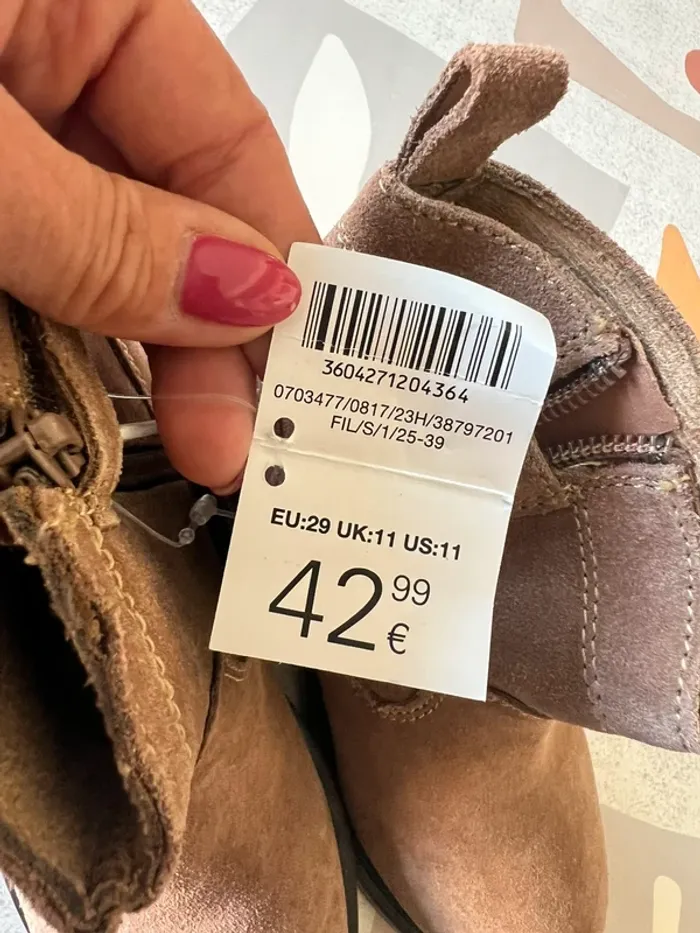 3604271204364
0703477/0817/23H/38797201
FIL/S/1/25-39
EU:29 UK:11 US:11
42 99
€